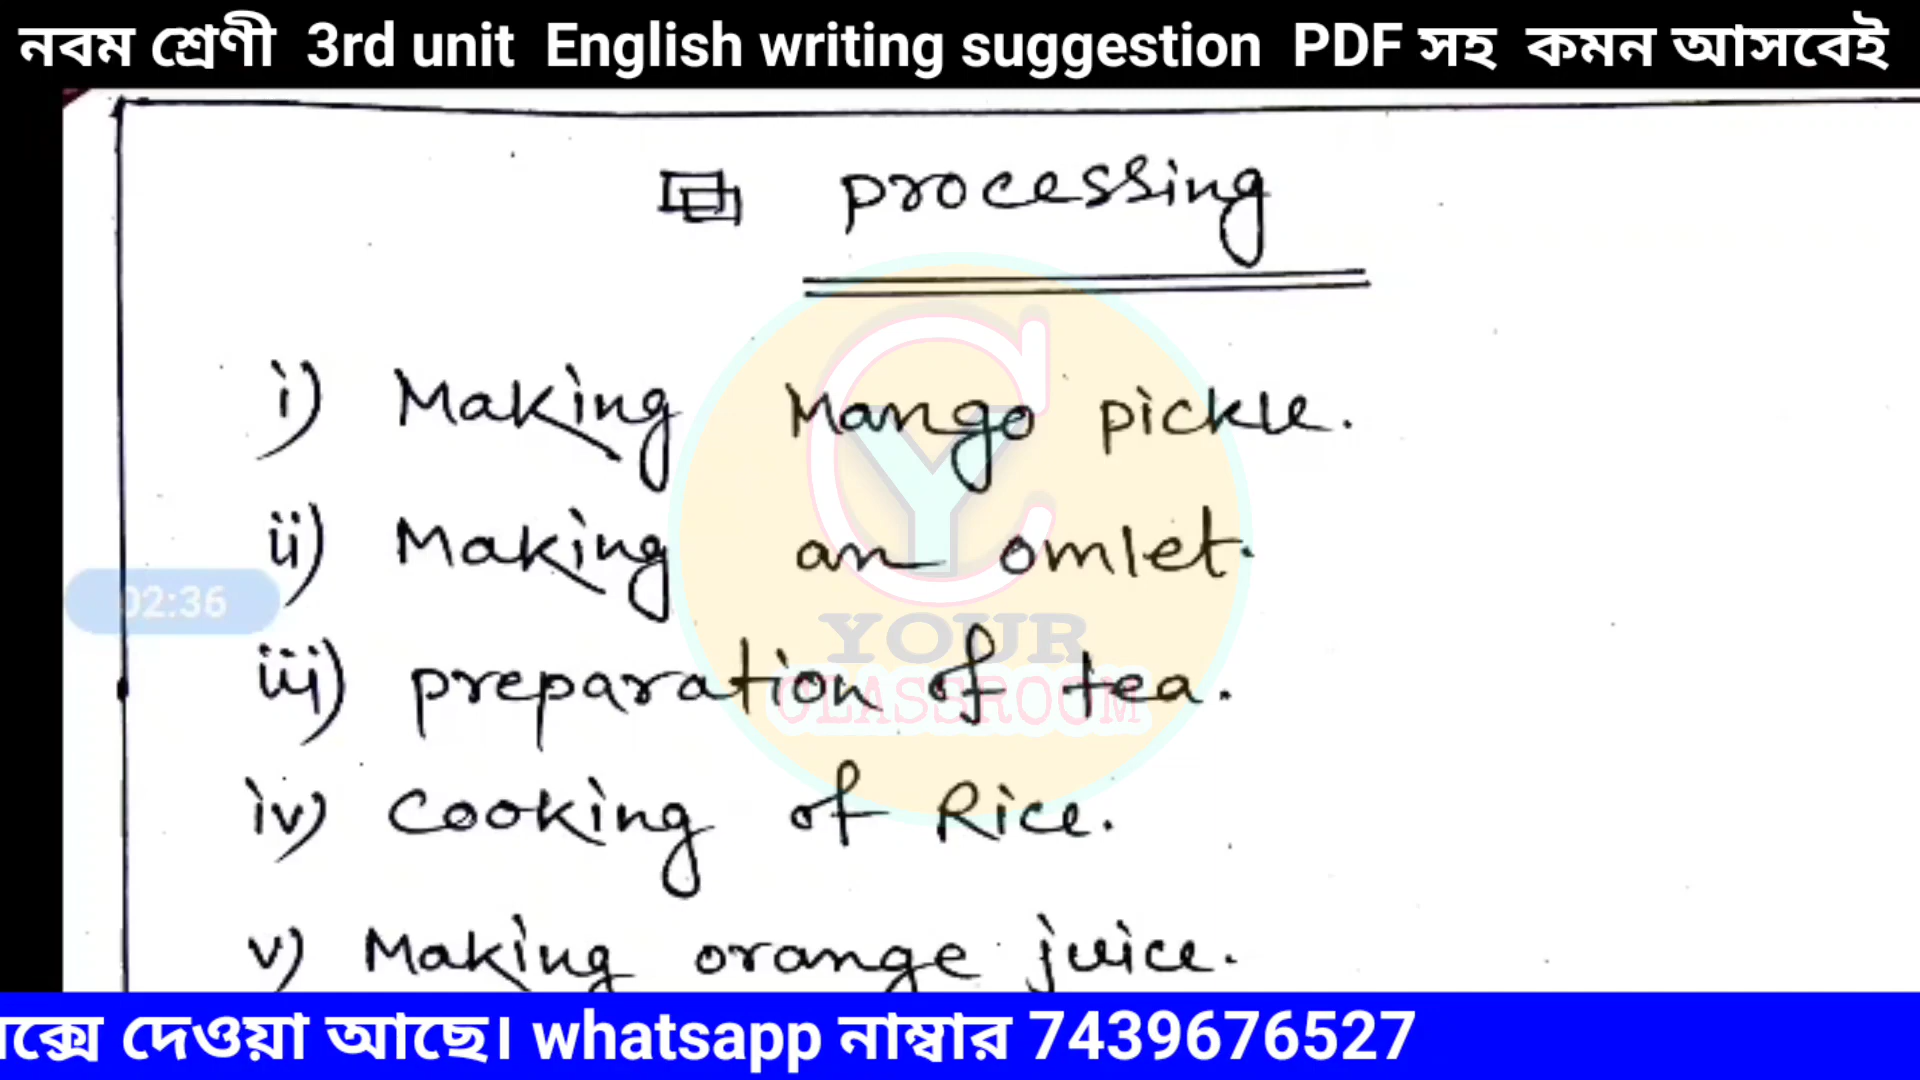 নবম শ্রেণী 3rd unit English writing suggestion PDF সহ কমন আসবেই
processing
i) Making Mango pickle.
ii) Making an omlet.
02:36
iii) preparation of tea.
YOUR
CLASSROOM
iv) Cooking of Rice.
v) Making orange juice.
দেওয়া আছে। whatsapp নাম্বার 7439676527